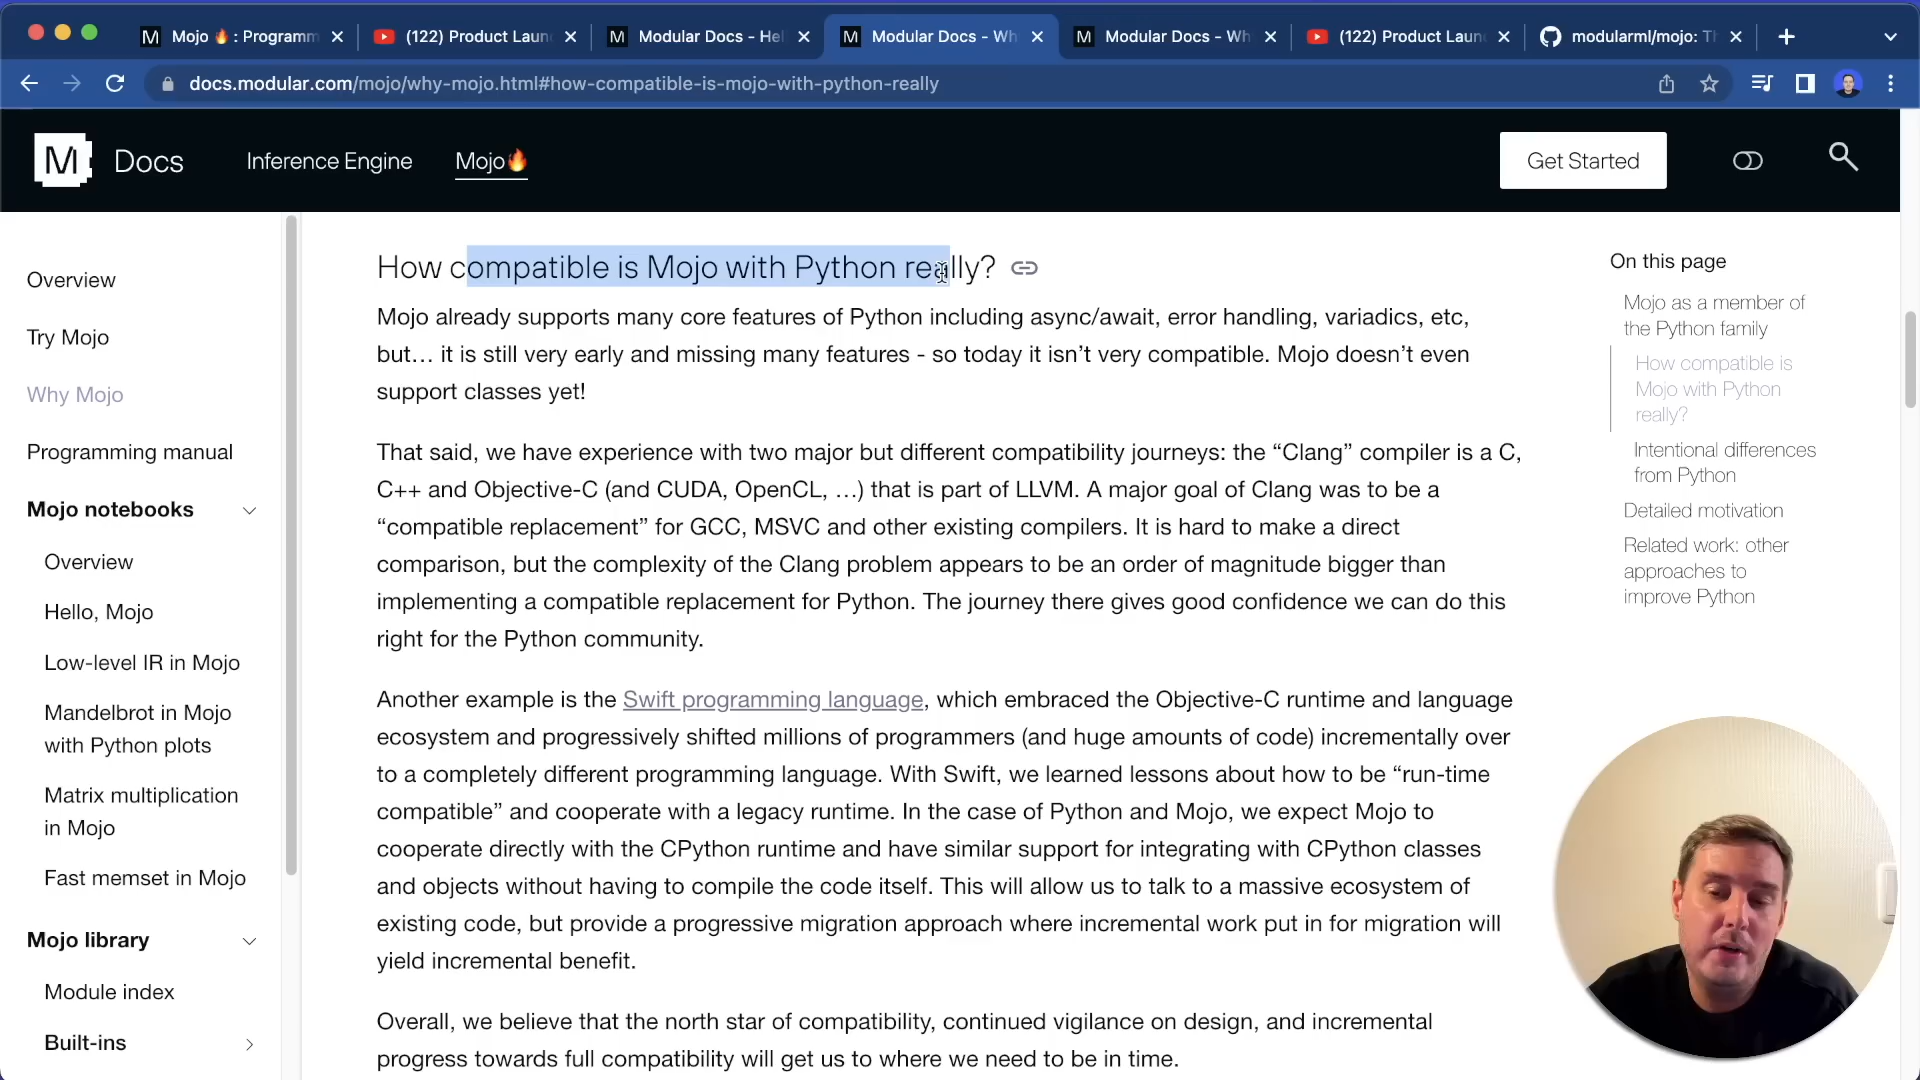 Mojo 🔥 : Programm
(122) Product Laun
Modular Docs - Hel
Modular Docs - Wh
Modular Docs - Wh
(122) Product Laun
modularml/mojo: Th
docs.modular.com/mojo/why-mojo.html#how-compatible-is-mojo-with-python-really
M Docs
Inference Engine
Mojo🔥
Get Started
Overview
Try Mojo
Why Mojo
Programming manual
Mojo notebooks
Overview
Hello, Mojo
Low-level IR in Mojo
Mandelbrot in Mojo
with Python plots
Matrix multiplication
in Mojo
Fast memset in Mojo
Mojo library
Module index
Built-ins
How compatible is Mojo with Python really?
Mojo already supports many core features of Python including async/await, error handling, variadics, etc,
but… it is still very early and missing many features - so today it isn’t very compatible. Mojo doesn’t even
support classes yet!
That said, we have experience with two major but different compatibility journeys: the “Clang” compiler is a C,
C++ and Objective-C (and CUDA, OpenCL, …) that is part of LLVM. A major goal of Clang was to be a
“compatible replacement” for GCC, MSVC and other existing compilers. It is hard to make a direct
comparison, but the complexity of the Clang problem appears to be an order of magnitude bigger than
implementing a compatible replacement for Python. The journey there gives good confidence we can do this
right for the Python community.
Another example is the Swift programming language, which embraced the Objective-C runtime and language
ecosystem and progressively shifted millions of programmers (and huge amounts of code) incrementally over
to a completely different programming language. With Swift, we learned lessons about how to be “run-time
compatible” and cooperate with a legacy runtime. In the case of Python and Mojo, we expect Mojo to
cooperate directly with the CPython runtime and have similar support for integrating with CPython classes
and objects without having to compile the code itself. This will allow us to talk to a massive ecosystem of
existing code, but provide a progressive migration approach where incremental work put in for migration will
yield incremental benefit.
Overall, we believe that the north star of compatibility, continued vigilance on design, and incremental
progress towards full compatibility will get us to where we need to be in time.
On this page
Mojo as a member of
the Python family
How compatible is
Mojo with Python
really?
Intentional differences
from Python
Detailed motivation
Related work: other
approaches to
improve Python